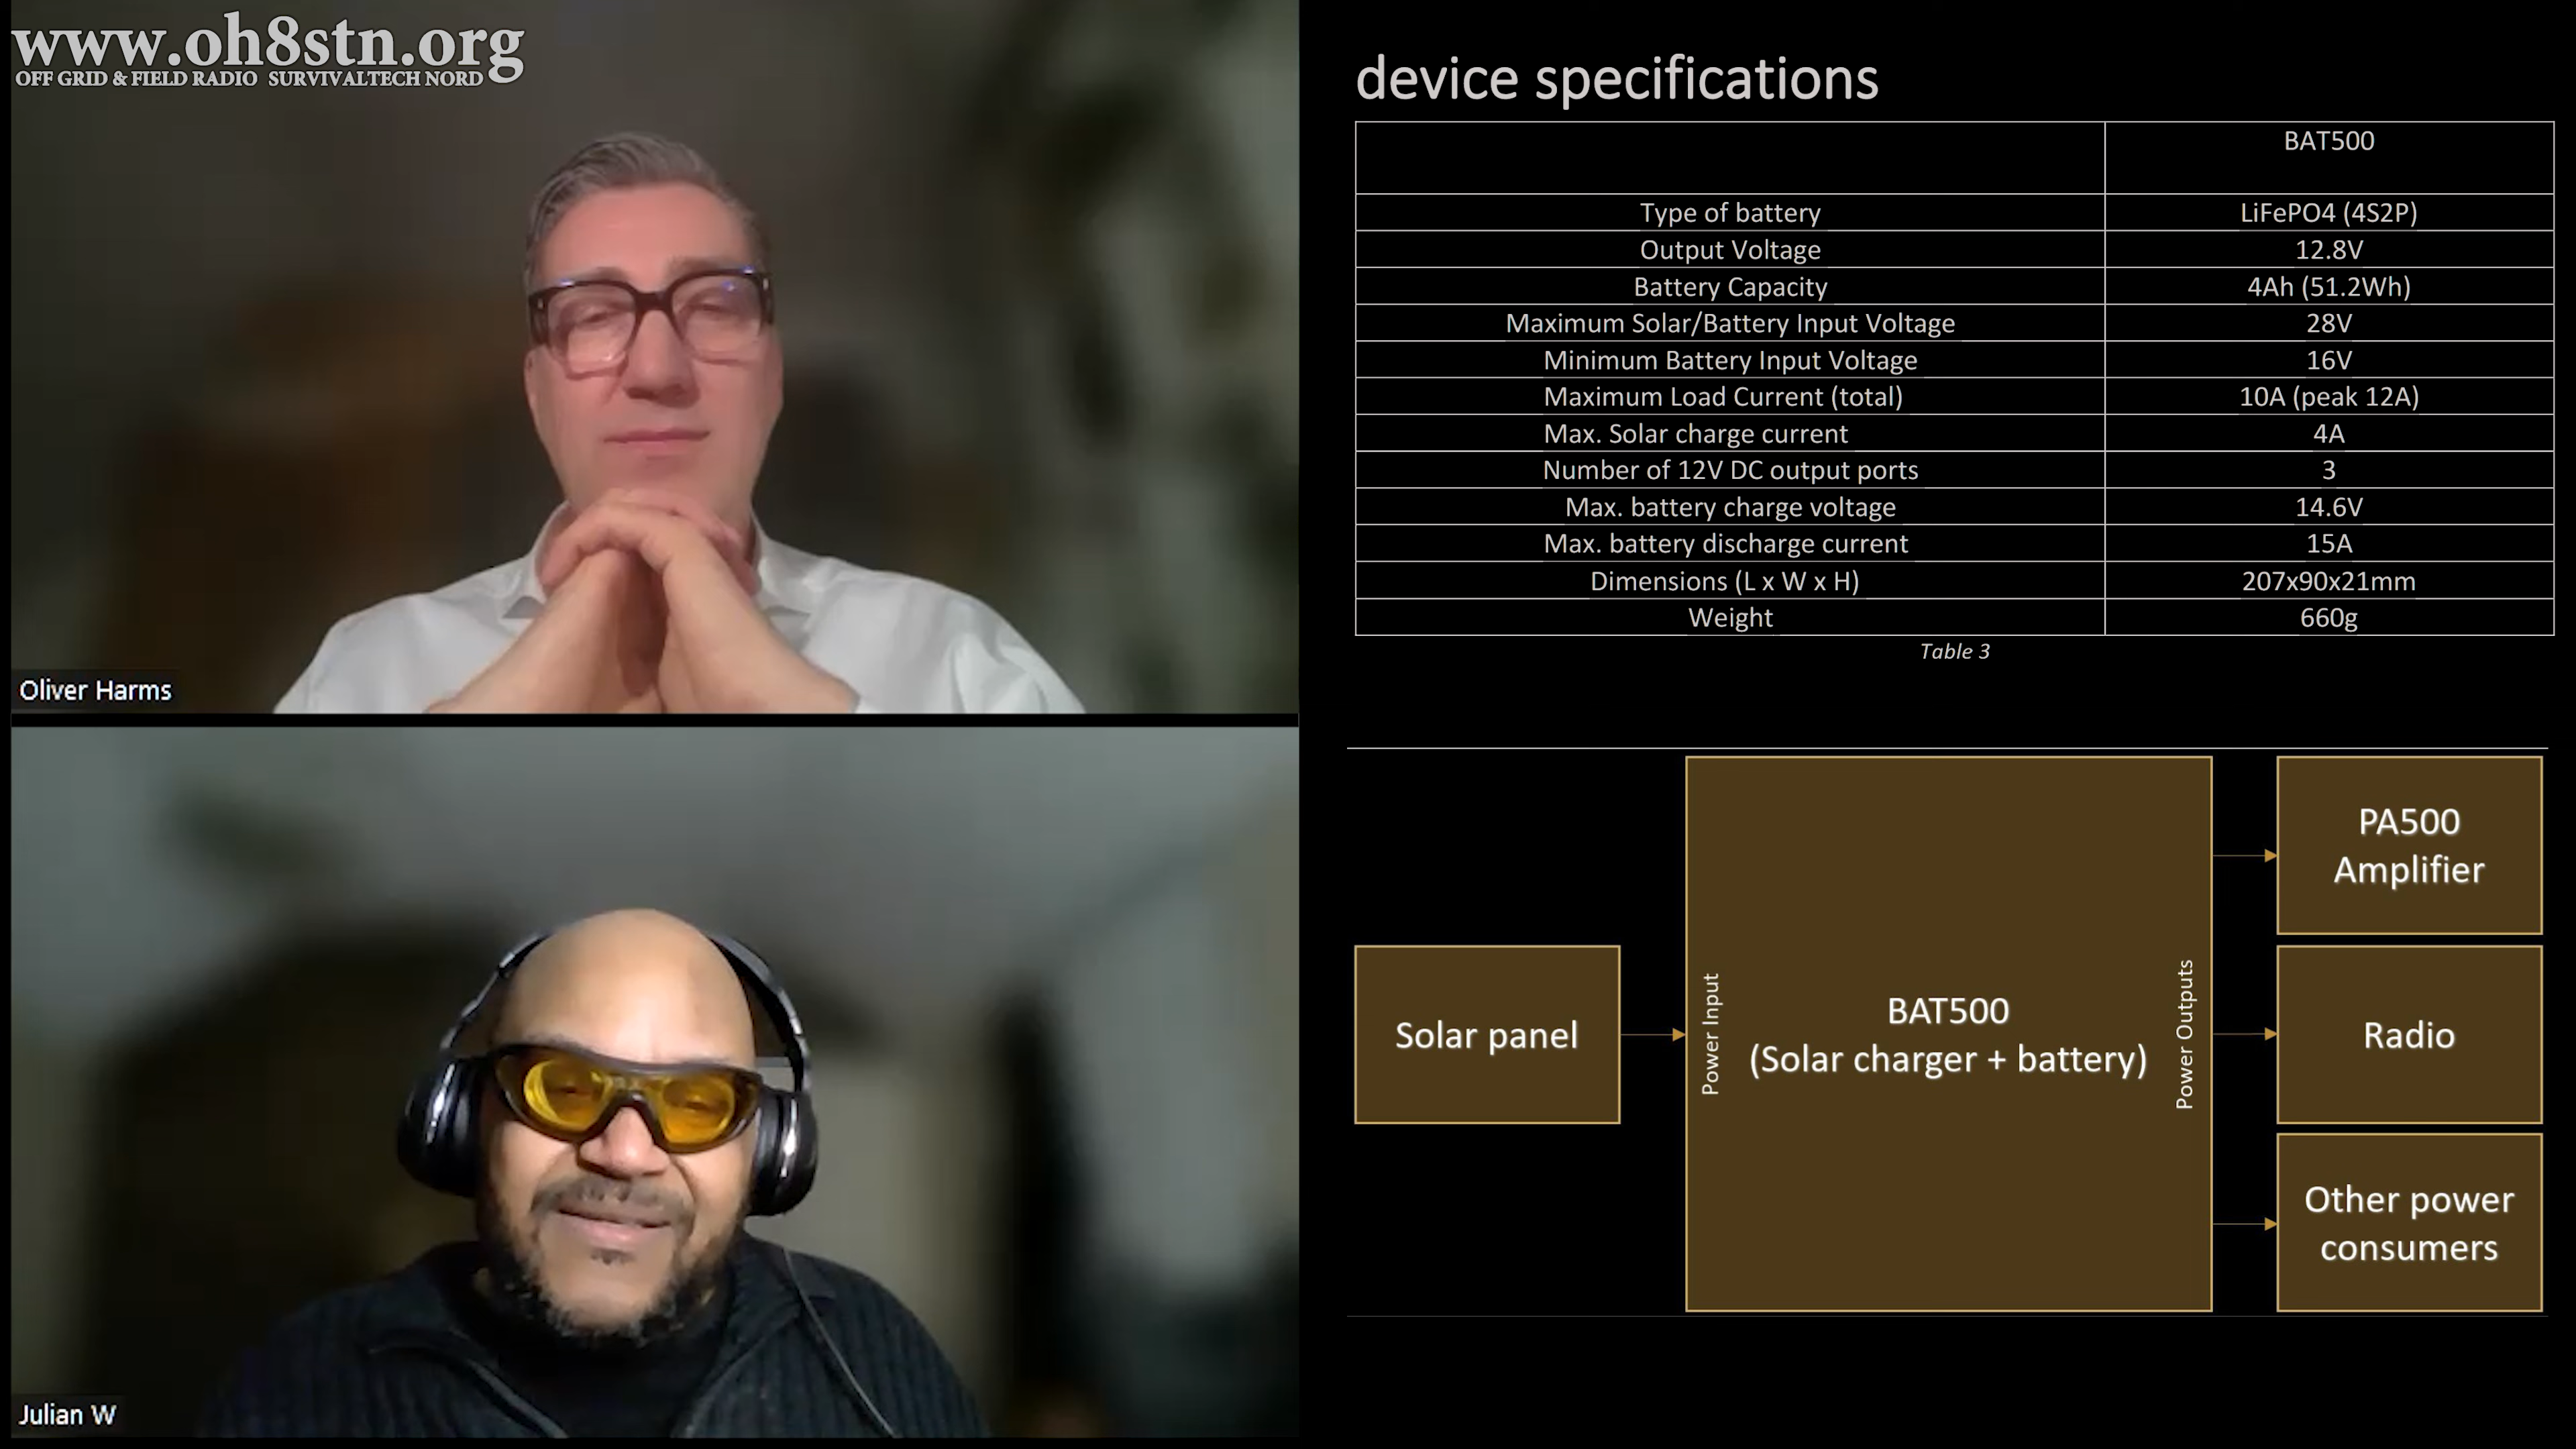 www.oh8stn.org
OFF GRID & FIELD RADIO SURVIVALTECH NORD
Oliver Harms
Julian W
device specifications
BAT500
Type of battery LiFePO4 (4S2P)
Output Voltage 12.8V
Battery Capacity 4Ah (51.2Wh)
Maximum Solar/Battery Input Voltage 28V
Minimum Battery Input Voltage 16V
Maximum Load Current (total) 10A (peak 12A)
Max. Solar charge current 4A
Number of 12V DC output ports 3
Max. battery charge voltage 14.6V
Max. battery discharge current 15A
Dimensions (L x W x H) 207x90x21mm
Weight 660g
Table 3
Solar panel
Power Input
BAT500
(Solar charger + battery)
Power Outputs
PA500
Amplifier
Radio
Other power
consumers